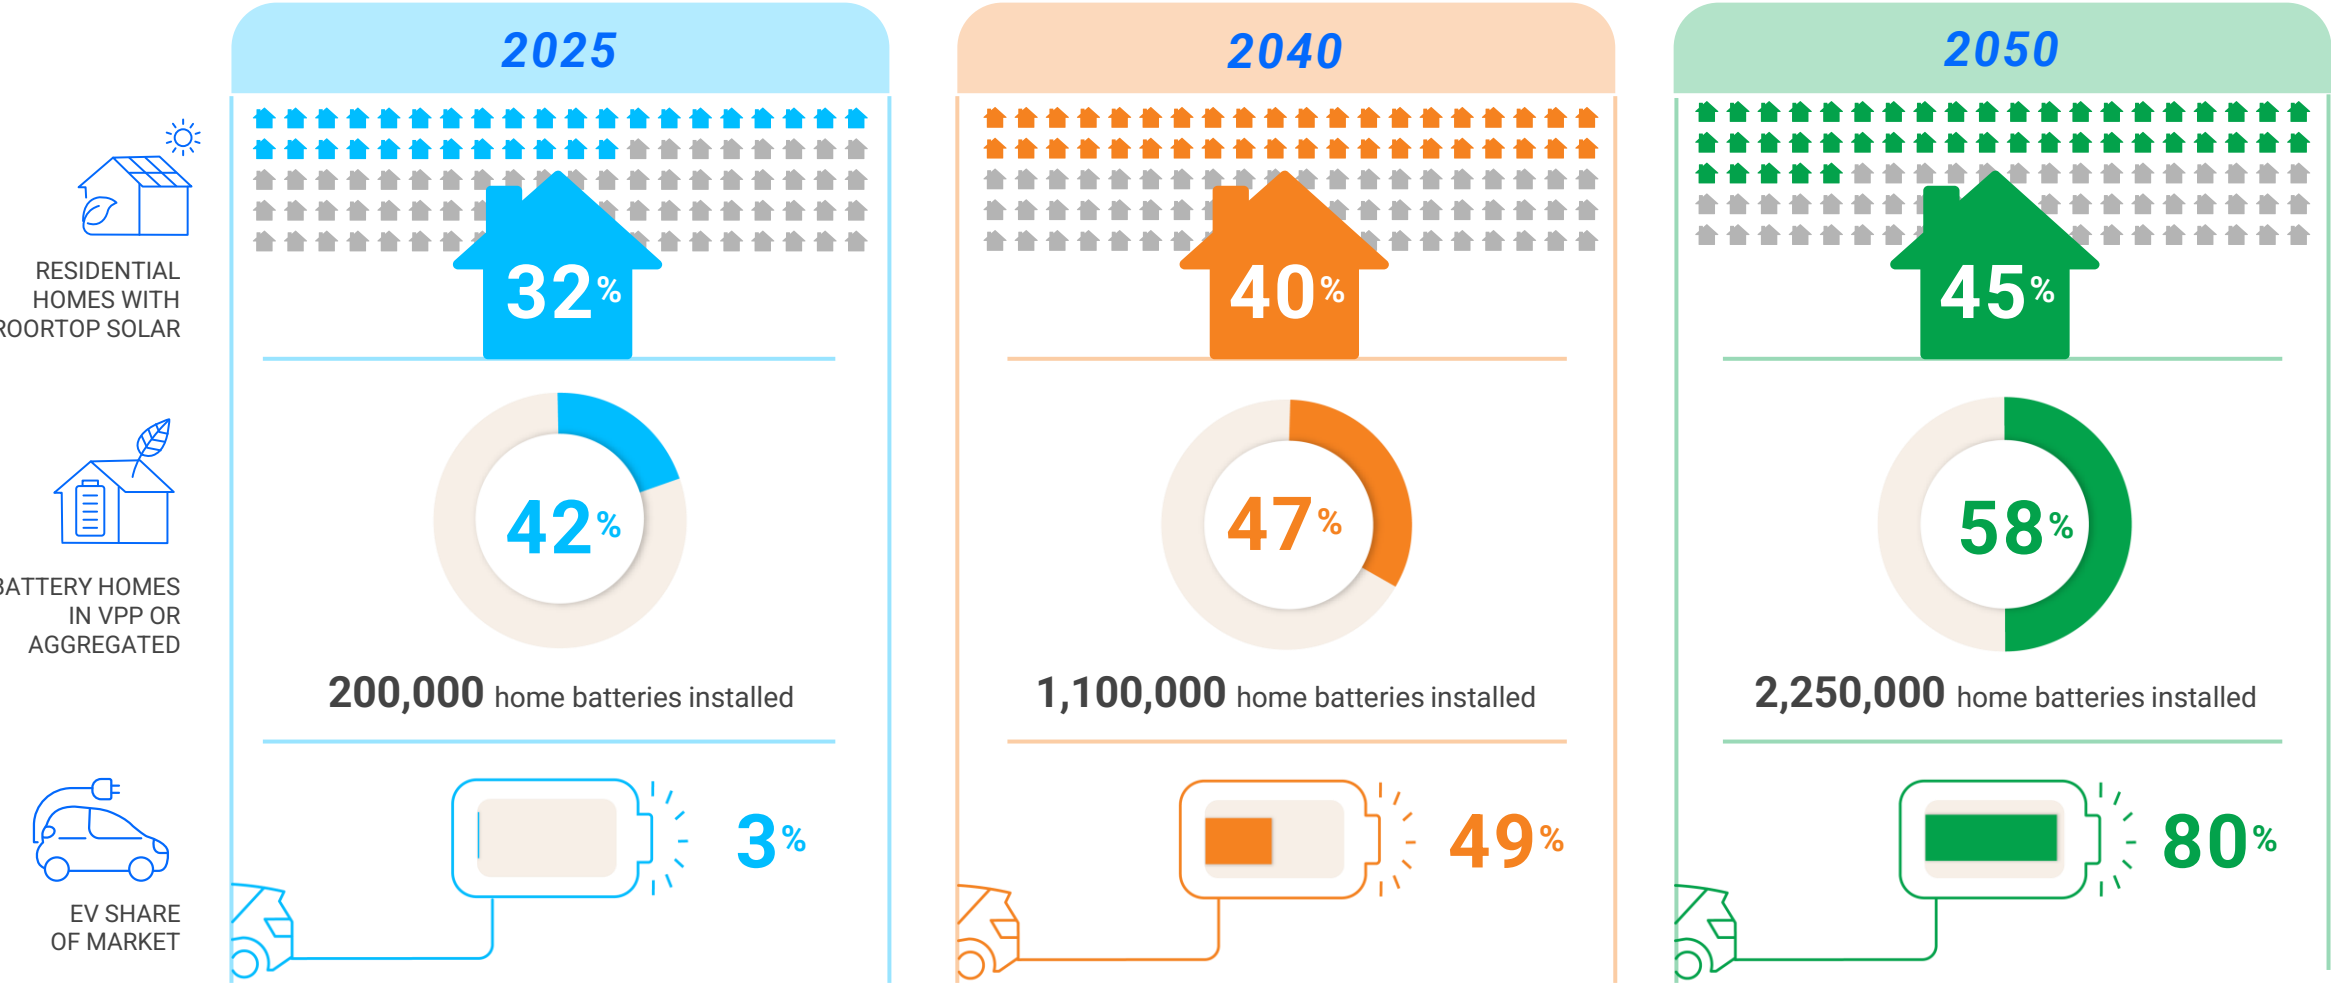 2025
2040
2050
RESIDENTIAL
HOMES WITH
ROORTOP SOLAR
32%
40%
45%
BATTERY HOMES
IN VPP OR
AGGREGATED
42%
47%
58%
200,000 home batteries installed
1,100,000 home batteries installed
2,250,000 home batteries installed
EV SHARE
OF MARKET
3%
49%
80%